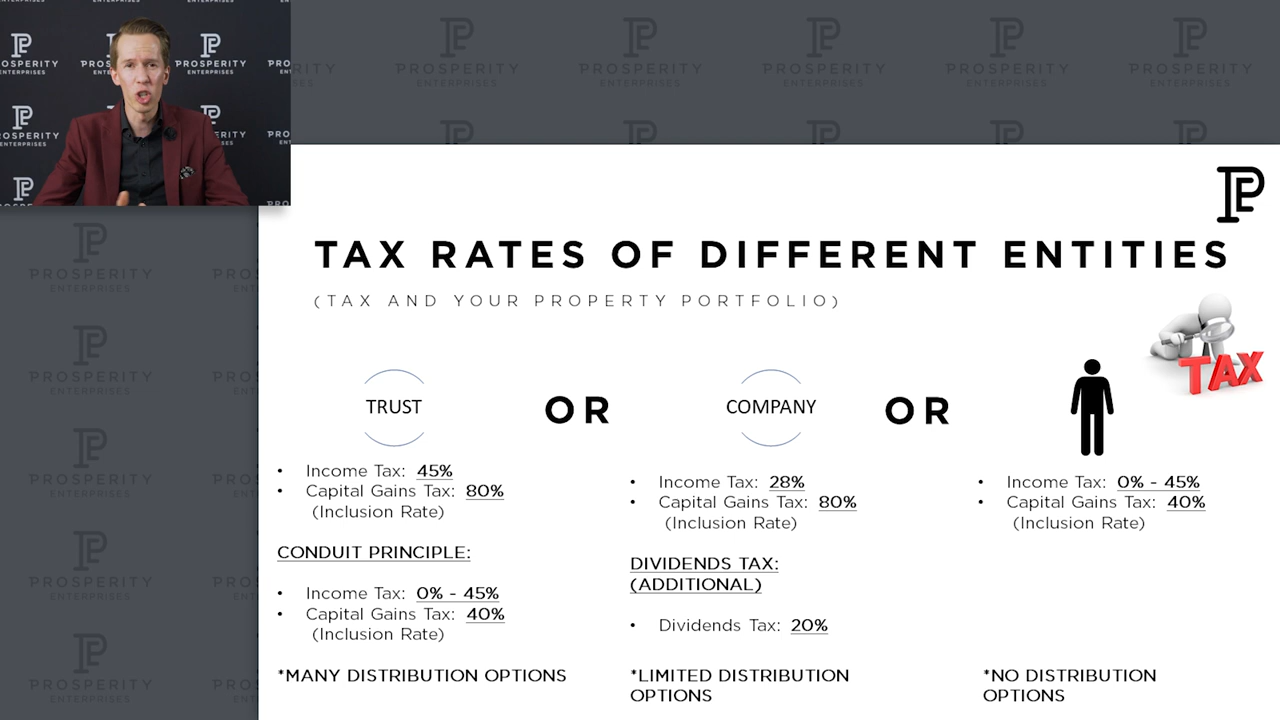 PROSPERITY
ENTERPRISES
TAX RATES OF DIFFERENT ENTITIES
(TAX AND YOUR PROPERTY PORTFOLIO)
TAX
TRUST
OR
COMPANY
OR
• Income Tax: 45%
• Capital Gains Tax: 80%
(Inclusion Rate)
CONDUIT PRINCIPLE:
• Income Tax: 0% - 45%
• Capital Gains Tax: 40%
(Inclusion Rate)
*MANY DISTRIBUTION OPTIONS
• Income Tax: 28%
• Capital Gains Tax: 80%
(Inclusion Rate)
DIVIDENDS TAX:
(ADDITIONAL)
• Dividends Tax: 20%
*LIMITED DISTRIBUTION
OPTIONS
• Income Tax: 0% - 45%
• Capital Gains Tax: 40%
(Inclusion Rate)
*NO DISTRIBUTION
OPTIONS